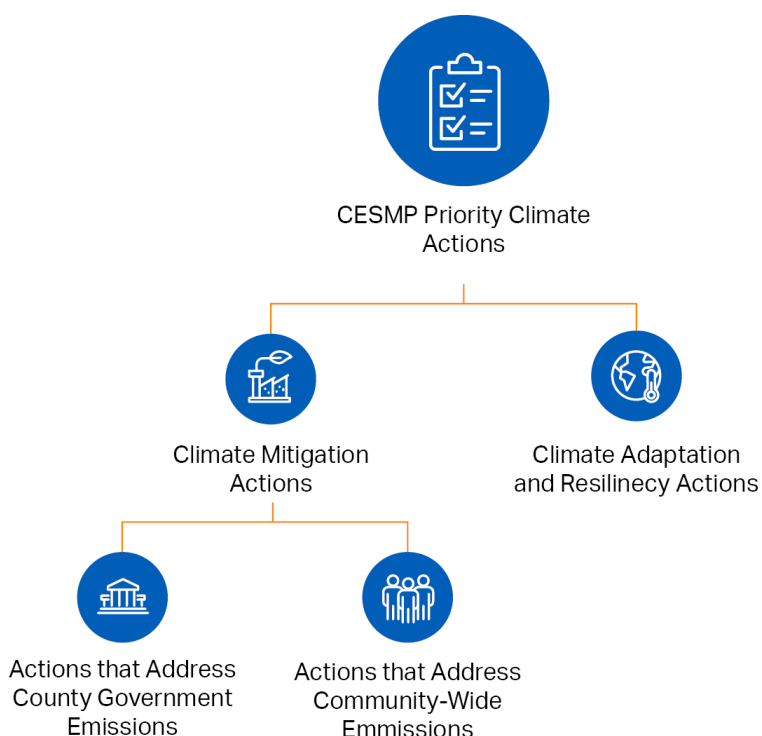 CESMP Priority Climate
Actions
Climate Mitigation
Actions
Climate Adaptation
and Resilinecy Actions
Actions that Address
County Government
Emissions
Actions that Address
Community-Wide
Emmissions